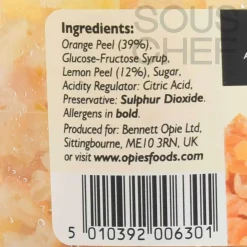 SOUS
CHEF
Ingredients:
Orange Peel (39%),
Glucose-Fructose Syrup,
Lemon Peel (12%), Sugar,
Acidity Regulator: Citric Acid,
Preservative: Sulphur Dioxide.
Allergens in bold.
Produced for: Bennett Opie Ltd,
Sittingbourne, ME10 3RN, UK
or visit: www.opiesfoods.com
5 010392 006301